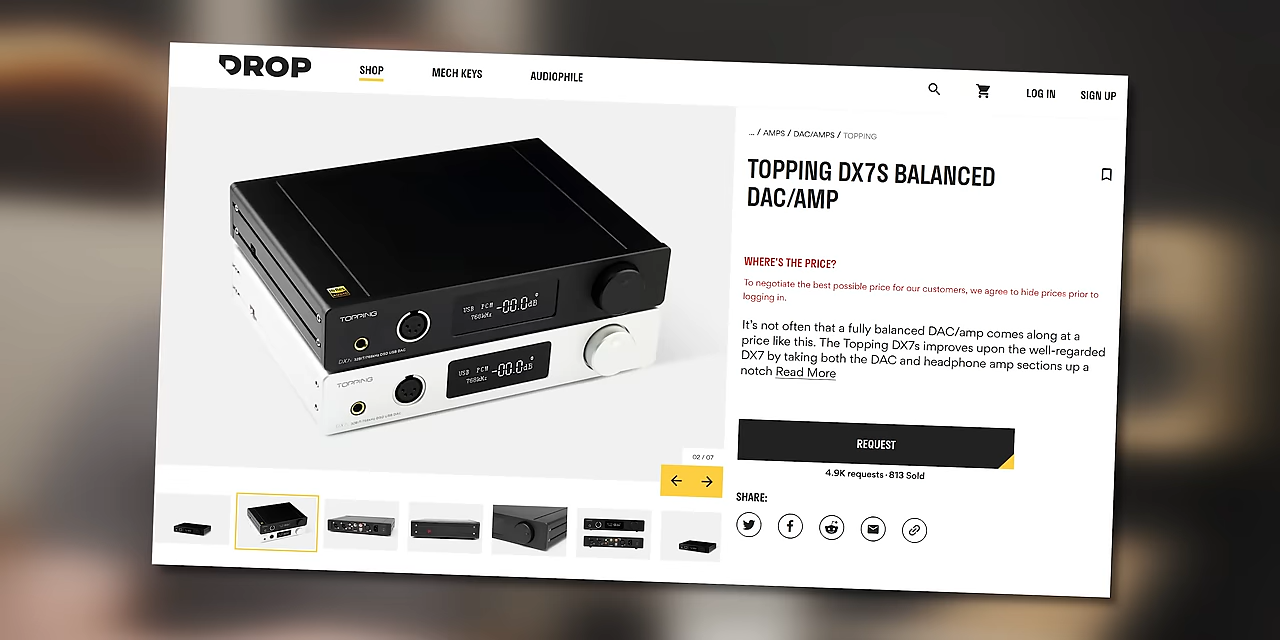 DROP
SHOP
MECH KEYS
AUDIOPHILE
LOG IN
SIGN UP
... / AMPS / DAC/AMPS / TOPPING
TOPPING DX7S BALANCED
DAC/AMP
WHERE'S THE PRICE?
To negotiate the best possible price for our customers, we agree to hide prices prior to
logging in.
It's not often that a fully balanced DAC/amp comes along at a
price like this. The Topping DX7s improves upon the well-regarded
DX7 by taking both the DAC and headphone amp sections up a
notch Read More
REQUEST
4.9K requests · 813 Sold
SHARE:
TOPPING
USB PCM -00.0dB
768kHz
TOPPING
USB PCM -00.0dB
768kHz
02 / 07